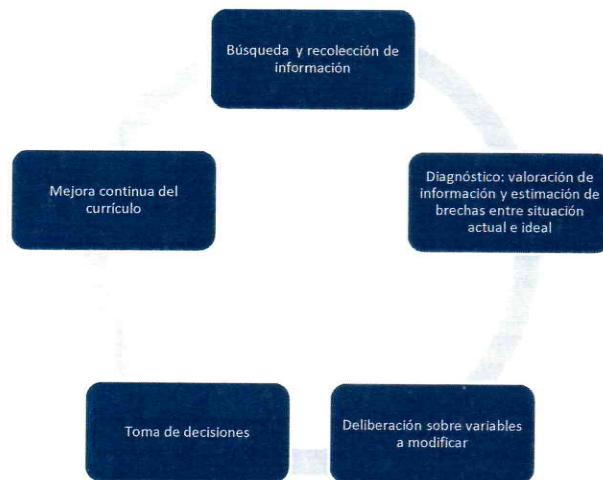 Búsqueda y recolección de
información
Diagnóstico: valoración de
información y estimación de
brechas entre situación
actual e ideal
Deliberación sobre variables
a modificar
Toma de decisiones
Mejora continua del
currículo